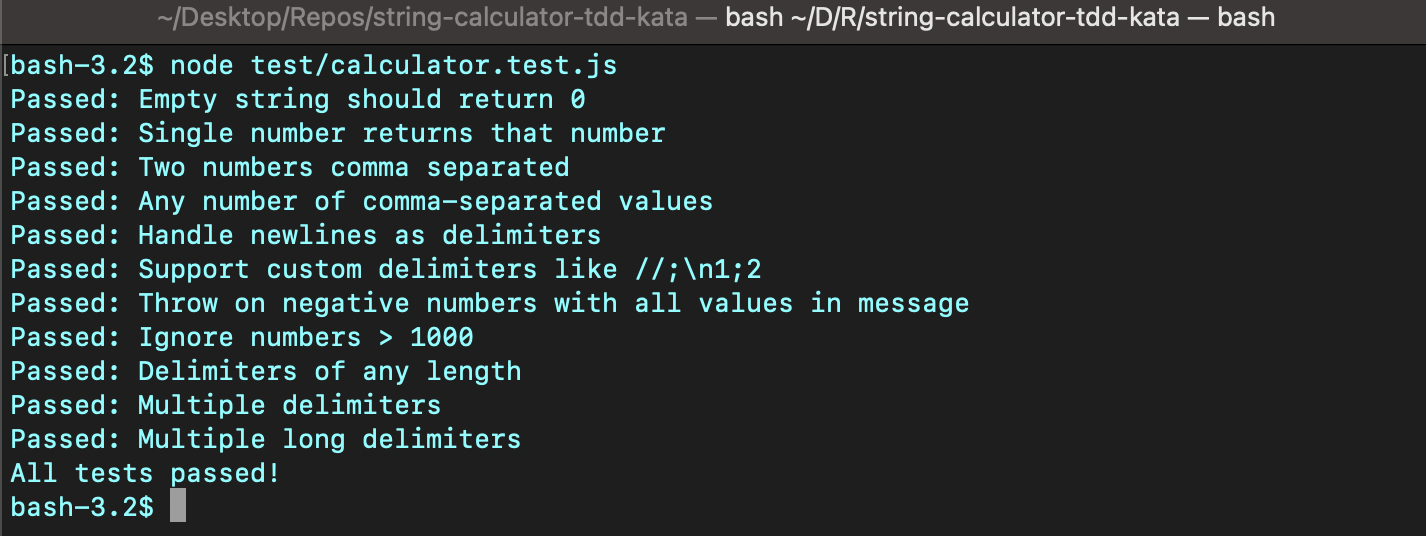 ~/Desktop/Repos/string-calculator-tdd-kata — bash ~/D/R/string-calculator-tdd-kata — bash
[bash-3.2$ node test/calculator.test.js
Passed: Empty string should return 0
Passed: Single number returns that number
Passed: Two numbers comma separated
Passed: Any number of comma-separated values
Passed: Handle newlines as delimiters
Passed: Support custom delimiters like //;\n1;2
Passed: Throw on negative numbers with all values in message
Passed: Ignore numbers > 1000
Passed: Delimiters of any length
Passed: Multiple delimiters
Passed: Multiple long delimiters
All tests passed!
bash-3.2$